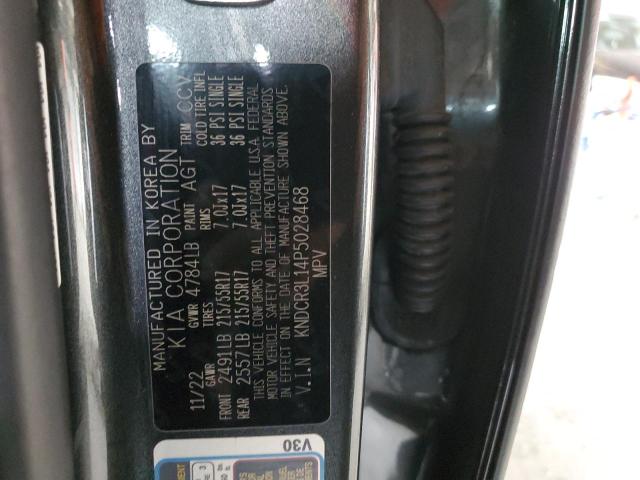 MANUFACTURED IN KOREA BY
KIA CORPORATION
11/22 GVWR 4784LB PAINT AGT TRIM CCV
GAWR TIRES RIMS COLD TIRE INFL
FRONT 2491LB 215/55R17 7.0Jx17 36 PSI SINGLE
REAR 2557LB 215/55R17 7.0Jx17 36 PSI SINGLE
THIS VEHICLE CONFORMS TO ALL APPLICABLE U.S.A. FEDERAL
MOTOR VEHICLE SAFETY AND THEFT PREVENTION STANDARDS
IN EFFECT ON THE DATE OF MANUFACTURE SHOWN ABOVE.
V.I.N KNDCR3L14P5028468
MPV
V30